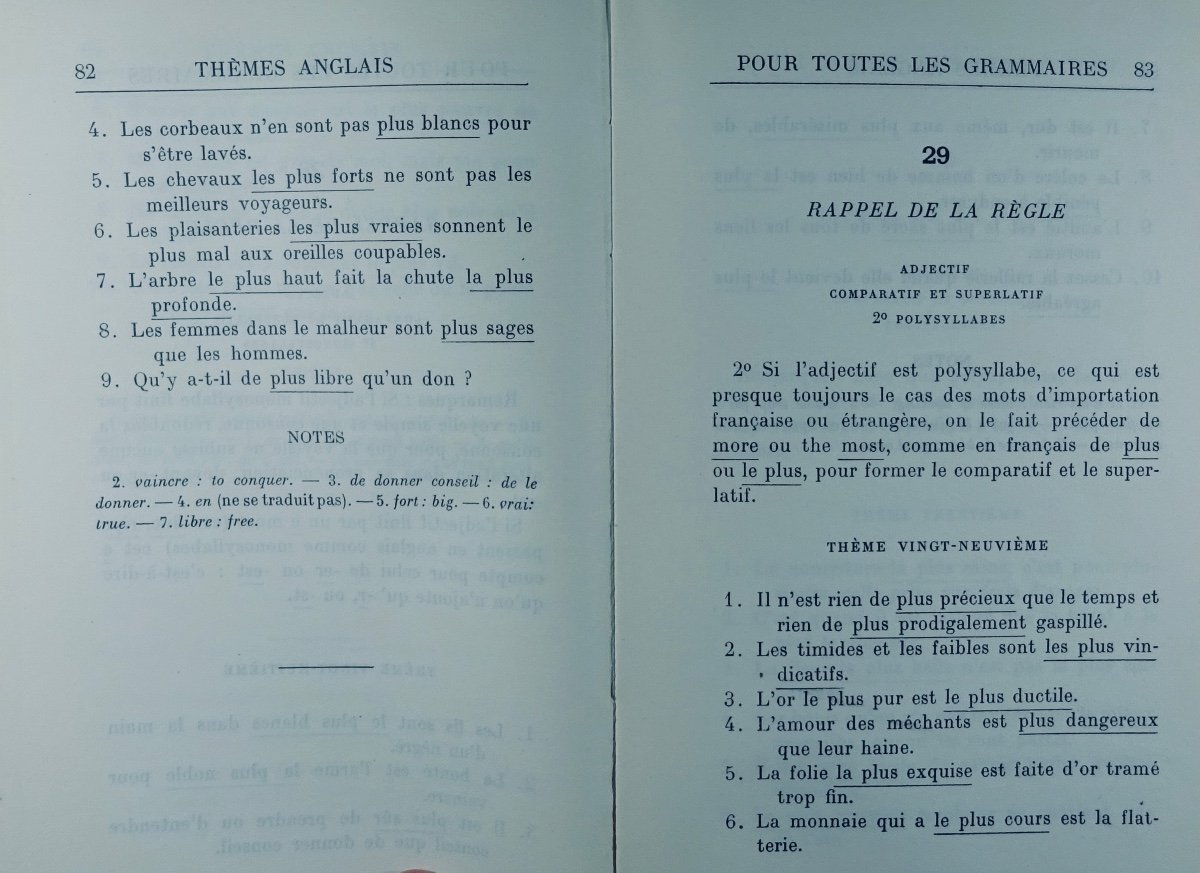 82 THÈMES ANGLAIS
4. Les corbeaux n'en sont pas plus blancs pour
s'être lavés.
5. Les chevaux les plus forts ne sont pas les
meilleurs voyageurs.
6. Les plaisanteries les plus vraies sonnent le
plus mal aux oreilles coupables.
7. L'arbre le plus haut fait la chute la plus
profonde.
8. Les femmes dans le malheur sont plus sages
que les hommes.
9. Qu'y a-t-il de plus libre qu'un don ?
NOTES
2. vaincre : to conquer. — 3. de donner conseil : de le
donner. — 4. en (ne se traduit pas). — 5. fort : big. — 6. vrai:
true. — 7. libre : free.
POUR TOUTES LES GRAMMAIRES 83
29
RAPPEL DE LA RÈGLE
ADJECTIF
COMPARATIF ET SUPERLATIF
2º POLYSYLLABES
2º Si l'adjectif est polysyllabe, ce qui est
presque toujours le cas des mots d'importation
française ou étrangère, on le fait précéder de
more ou the most, comme en français de plus
ou le plus, pour former le comparatif et le super-
latif.
THÈME VINGT-NEUVIÈME
1. Il n'est rien de plus précieux que le temps et
rien de plus prodigalement gaspillé.
2. Les timides et les faibles sont les plus vin-
dicatifs.
3. L'or le plus pur est le plus ductile.
4. L'amour des méchants est plus dangereux
que leur haine.
5. La folie la plus exquise est faite d'or tramé
trop fin.
6. La monnaie qui a le plus cours est la flat-
terie.